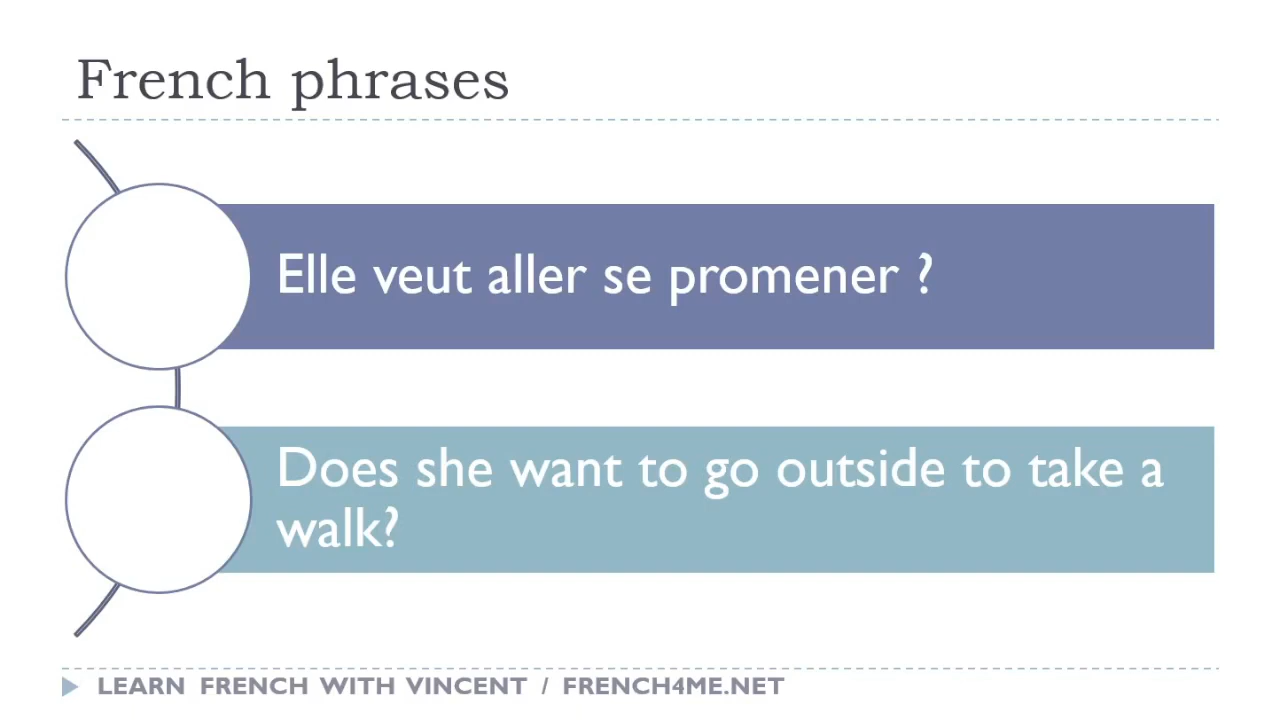 French phrases
Elle veut aller se promener ?
Does she want to go outside to take a
walk?
LEARN FRENCH WITH VINCENT / FRENCH4ME.NET